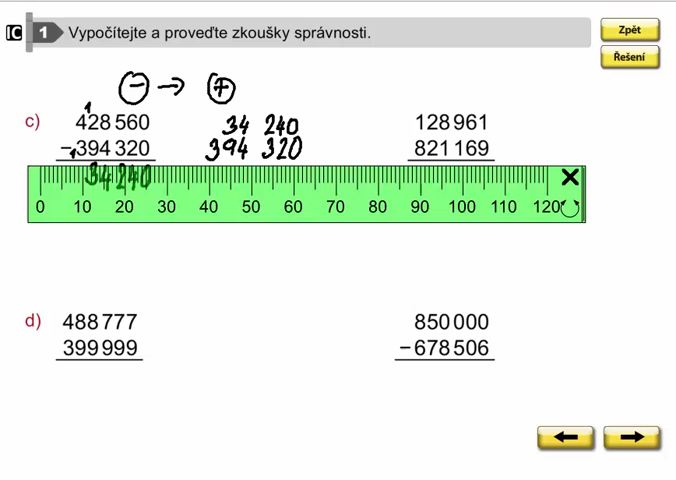 1 Vypočítejte a proveďte zkoušky správnosti.
Zpět
Řešení
− → +
c) 428 560
− 394 320
34 240
34 240
394 320
128 961
821 169
0 10 20 30 40 50 60 70 80 90 100 110 120
d) 488 777
399 999
850 000
− 678 506